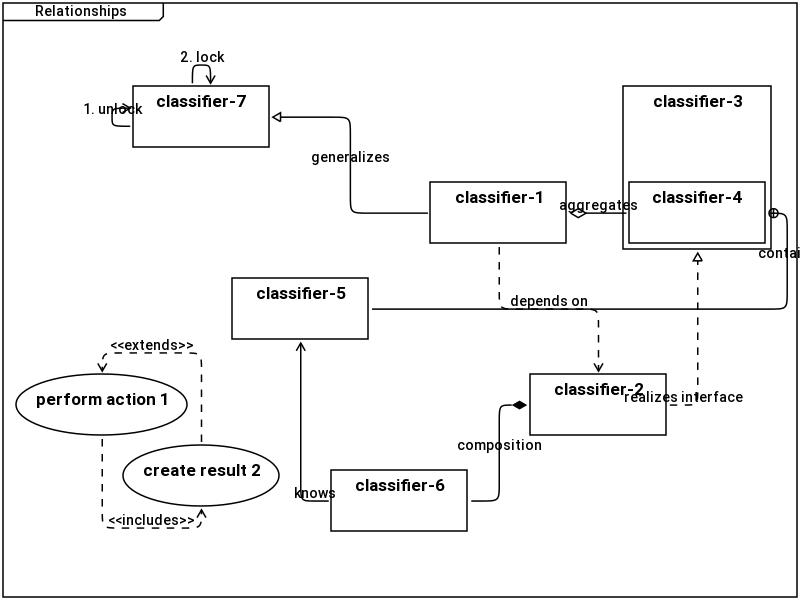 Relationships
2. lock
1. unlock
classifier-7
classifier-3
generalizes
classifier-1
aggregates
classifier-4
classifier-5
depends on
<<extends>>
perform action 1
classifier-2
realizes interface
composition
create result 2
classifier-6
knows
<<includes>>